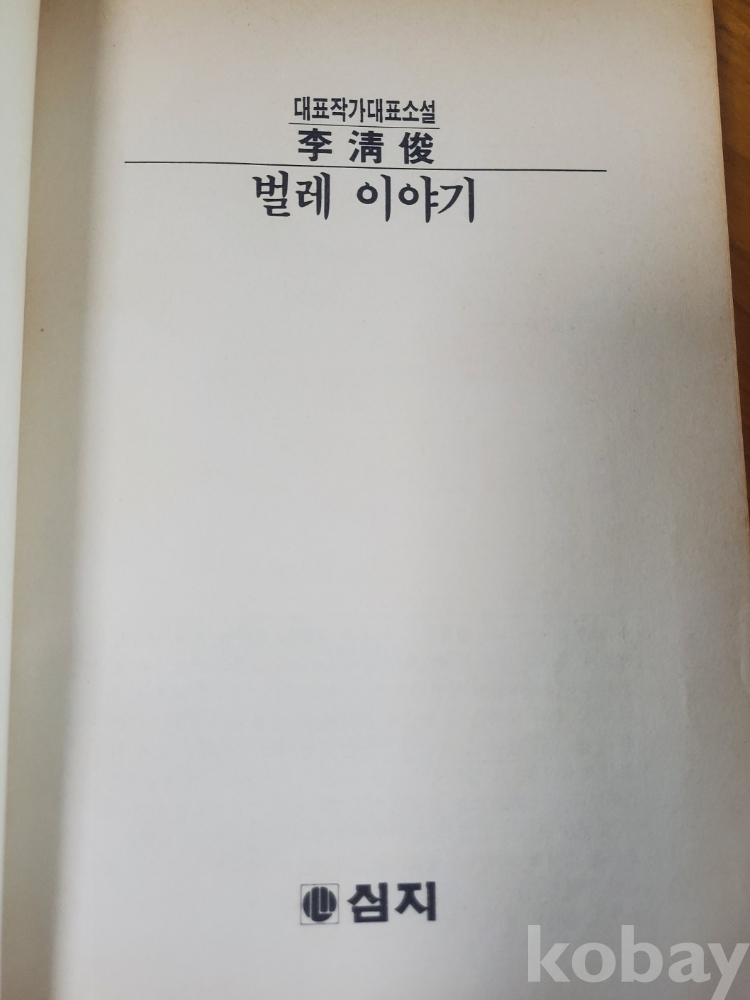 대표작가대표소설
李淸俊
벌레 이야기
심지
kobay